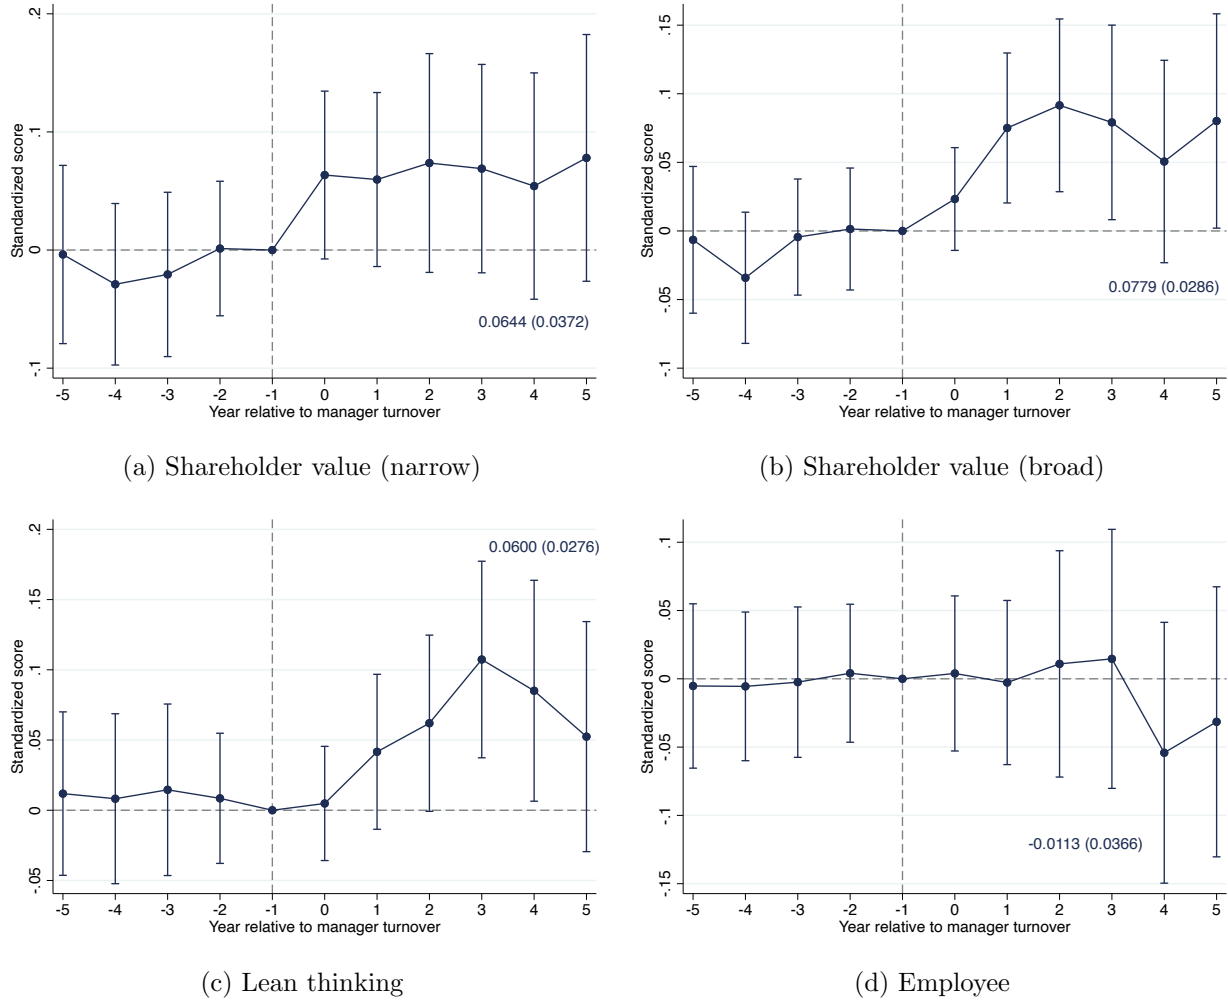 .2
.1
0
-.1
Standardized score
0.0644 (0.0372)
-5 -4 -3 -2 -1 0 1 2 3 4 5
Year relative to manager turnover
(a) Shareholder value (narrow)
.15
.1
.05
0
-.05
-.1
Standardized score
0.0779 (0.0286)
-5 -4 -3 -2 -1 0 1 2 3 4 5
Year relative to manager turnover
(b) Shareholder value (broad)
.2
.15
.1
.05
0
-.05
Standardized score
0.0600 (0.0276)
-5 -4 -3 -2 -1 0 1 2 3 4 5
Year relative to manager turnover
(c) Lean thinking
.1
.05
0
-.05
-.1
-.15
Standardized score
-0.0113 (0.0366)
-5 -4 -3 -2 -1 0 1 2 3 4 5
Year relative to manager turnover
(d) Employee